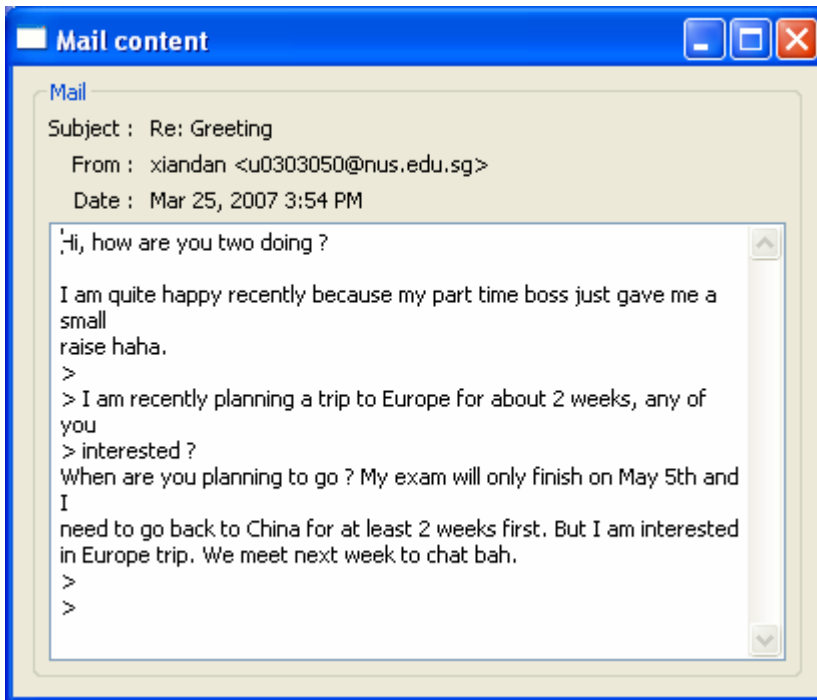 Mail content
Mail
Subject : Re: Greeting
From : xiandan <u0303050@nus.edu.sg>
Date : Mar 25, 2007 3:54 PM
Hi, how are you two doing ?
I am quite happy recently because my part time boss just gave me a
small
raise haha.
>
> I am recently planning a trip to Europe for about 2 weeks, any of
you
> interested ?
When are you planning to go ? My exam will only finish on May 5th and
I
need to go back to China for at least 2 weeks first. But I am interested
in Europe trip. We meet next week to chat bah.
>
>